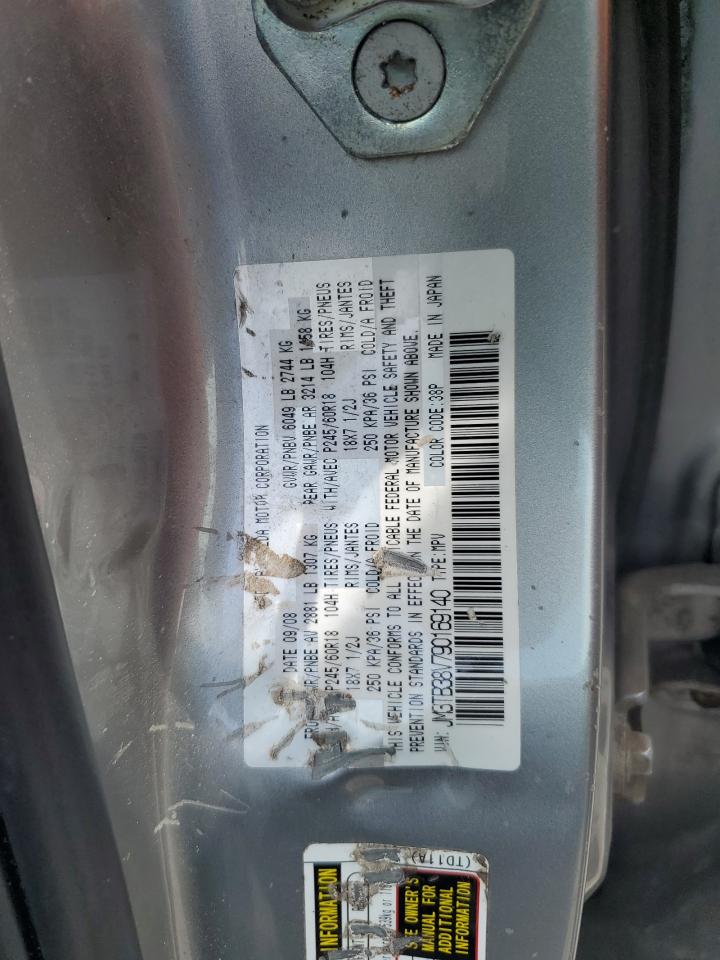 MOTOR CORPORATION
DATE 09/08 GVWR/PNBV 6049 LB 2744 KG
GAWR/PNBE AV 2881 LB 1307 KG REAR GAWR/PNBE AR 3214 LB 1458 KG
P245/60R18 104H TIRES/PNEUS WITH/AVEC P245/60R18 104H TIRES/PNEUS
18X7 1/2J RIMS/JANTES 18X7 1/2J RIMS/JANTES
250 KPA/36 PSI COLD/A FROID 250 KPA/36 PSI COLD/A FROID
THIS VEHICLE CONFORMS TO ALL FEDERAL MOTOR VEHICLE SAFETY AND THEFT
PREVENTION STANDARDS IN EFFECT ON THE DATE OF MANUFACTURE SHOWN ABOVE.
VIN: JM3TB38V790169140 TYPE:MPV COLOR CODE:38P MADE IN JAPAN
INFORMATION
SEE OWNER'S
MANUAL FOR
ADDITIONAL
INFORMATION
(TD11A)